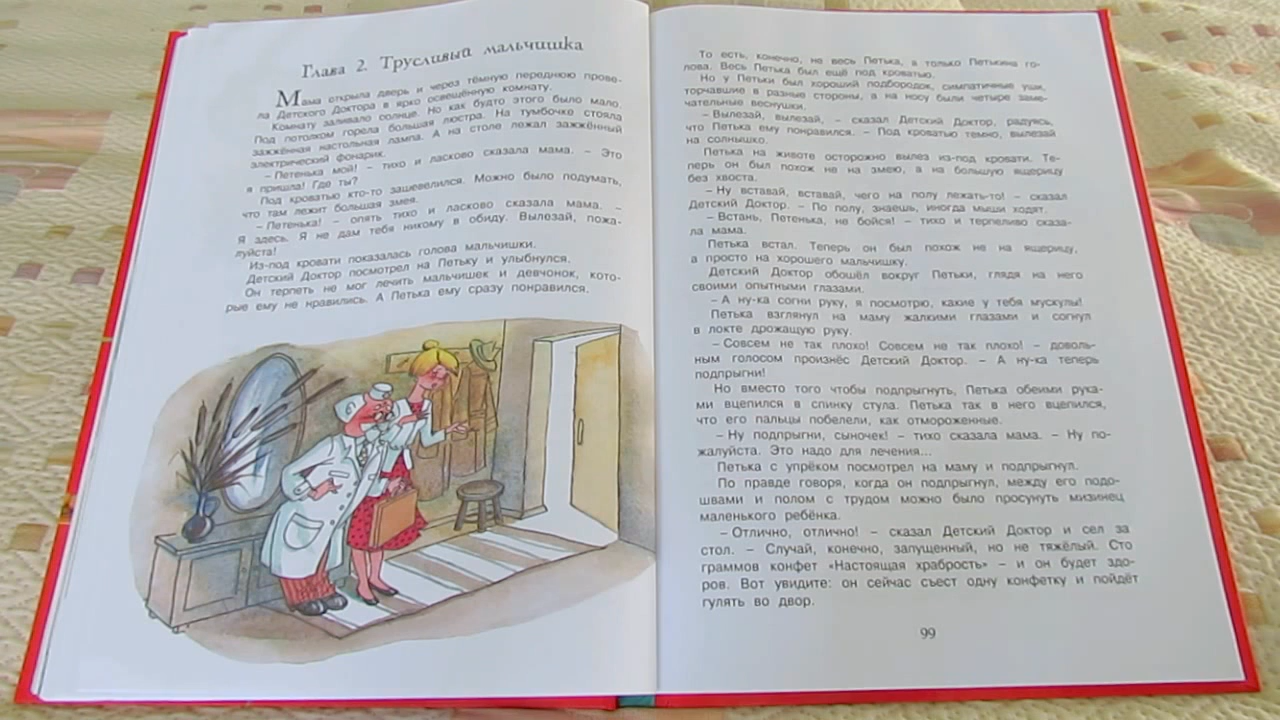 Глава 2. Трусливый мальчишка
Мама открыла дверь и через тёмную переднюю прове-
ла Детского Доктора в ярко освещённую комнату.
Комнату заливало солнце. Но как будто этого было мало.
Под потолком горела большая люстра. На тумбочке стояла
зажжённая настольная лампа. А на столе лежал зажжённый
электрический фонарик.
– Петенька мой! – тихо и ласково сказала мама. – Это
я пришла! Где ты?
Под кроватью кто-то зашевелился. Можно было подумать,
что там лежит большая змея.
– Петенька! – опять тихо и ласково сказала мама. –
Я здесь. Я не дам тебя никому в обиду. Вылезай, пожа-
луйста!
Из-под кровати показалась голова мальчишки.
Детский Доктор посмотрел на Петьку и улыбнулся.
Он терпеть не мог лечить мальчишек и девчонок, кото-
рые ему не нравились. А Петька ему сразу понравился.
То есть, конечно, не весь Петька, а только Петькина го-
лова. Весь Петька был ещё под кроватью.
Но у Петьки был хороший подбородок, симпатичные уши,
торчавшие в разные стороны, а на носу были четыре заме-
чательные веснушки.
– Вылезай, вылезай, – сказал Детский Доктор, радуясь,
что Петька ему понравился. – Под кроватью темно, вылезай
на солнышко.
Петька на животе осторожно вылез из-под кровати. Те-
перь он был похож не на змею, а на большую ящерицу
без хвоста.
– Ну вставай, вставай, чего на полу лежать-то! – сказал
Детский Доктор. – По полу, знаешь, иногда мыши ходят.
– Встань, Петенька, не бойся! – тихо и терпеливо сказа-
ла мама.
Петька встал. Теперь он был похож не на ящерицу,
а просто на хорошего мальчишку.
Детский Доктор обошёл вокруг Петьки, глядя на него
своими опытными глазами.
– А ну-ка согни руку, я посмотрю, какие у тебя мускулы!
Петька взглянул на маму жалкими глазами и согнул
в локте дрожащую руку.
– Совсем не так плохо! Совсем не так плохо! – доволь-
ным голосом произнёс Детский Доктор. – А ну-ка теперь
подпрыгни!
Но вместо того чтобы подпрыгнуть, Петька обеими рука-
ми вцепился в спинку стула. Петька так в него вцепился,
что его пальцы побелели, как отмороженные.
– Ну подпрыгни, сыночек! – тихо сказала мама. – Ну по-
жалуйста. Это надо для лечения...
Петька с упрёком посмотрел на маму и подпрыгнул.
По правде говоря, когда он подпрыгнул, между его подо-
швами и полом с трудом можно было просунуть мизинец
маленького ребёнка.
– Отлично, отлично! – сказал Детский Доктор и сел за
стол. – Случай, конечно, запущенный, но не тяжёлый. Сто
граммов конфет «Настоящая храбрость» – и он будет здо-
ров. Вот увидите: он сейчас съест одну конфетку и пойдёт
гулять во двор.
99